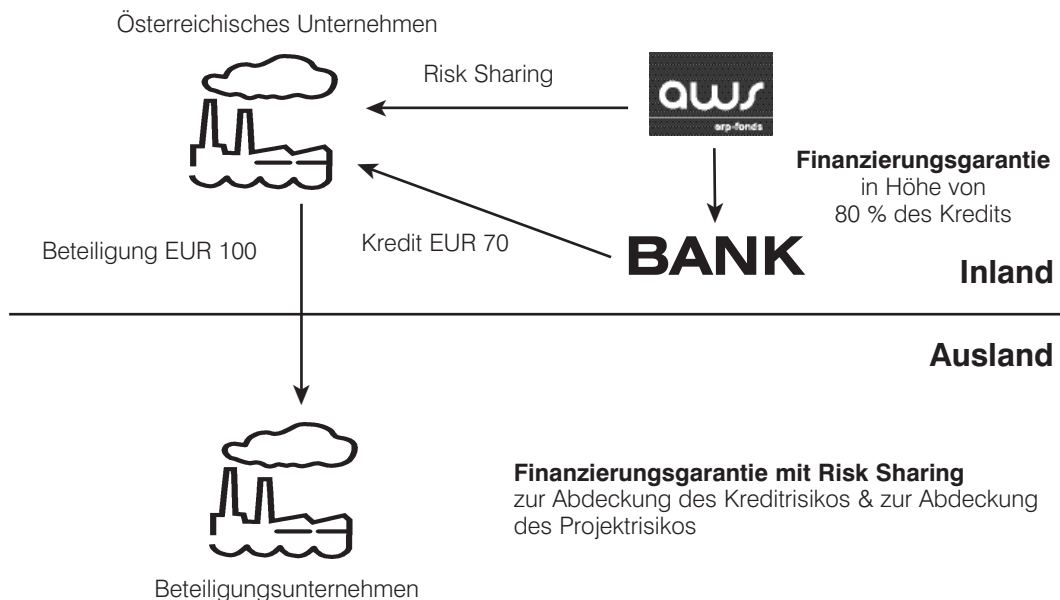 Österreichisches Unternehmen
Risk Sharing
aws
erp-fonds
Finanzierungsgarantie
in Höhe von
80 % des Kredits
Beteiligung EUR 100
Kredit EUR 70
BANK
Inland
Ausland
Finanzierungsgarantie mit Risk Sharing
zur Abdeckung des Kreditrisikos & zur Abdeckung
des Projektrisikos
Beteiligungsunternehmen